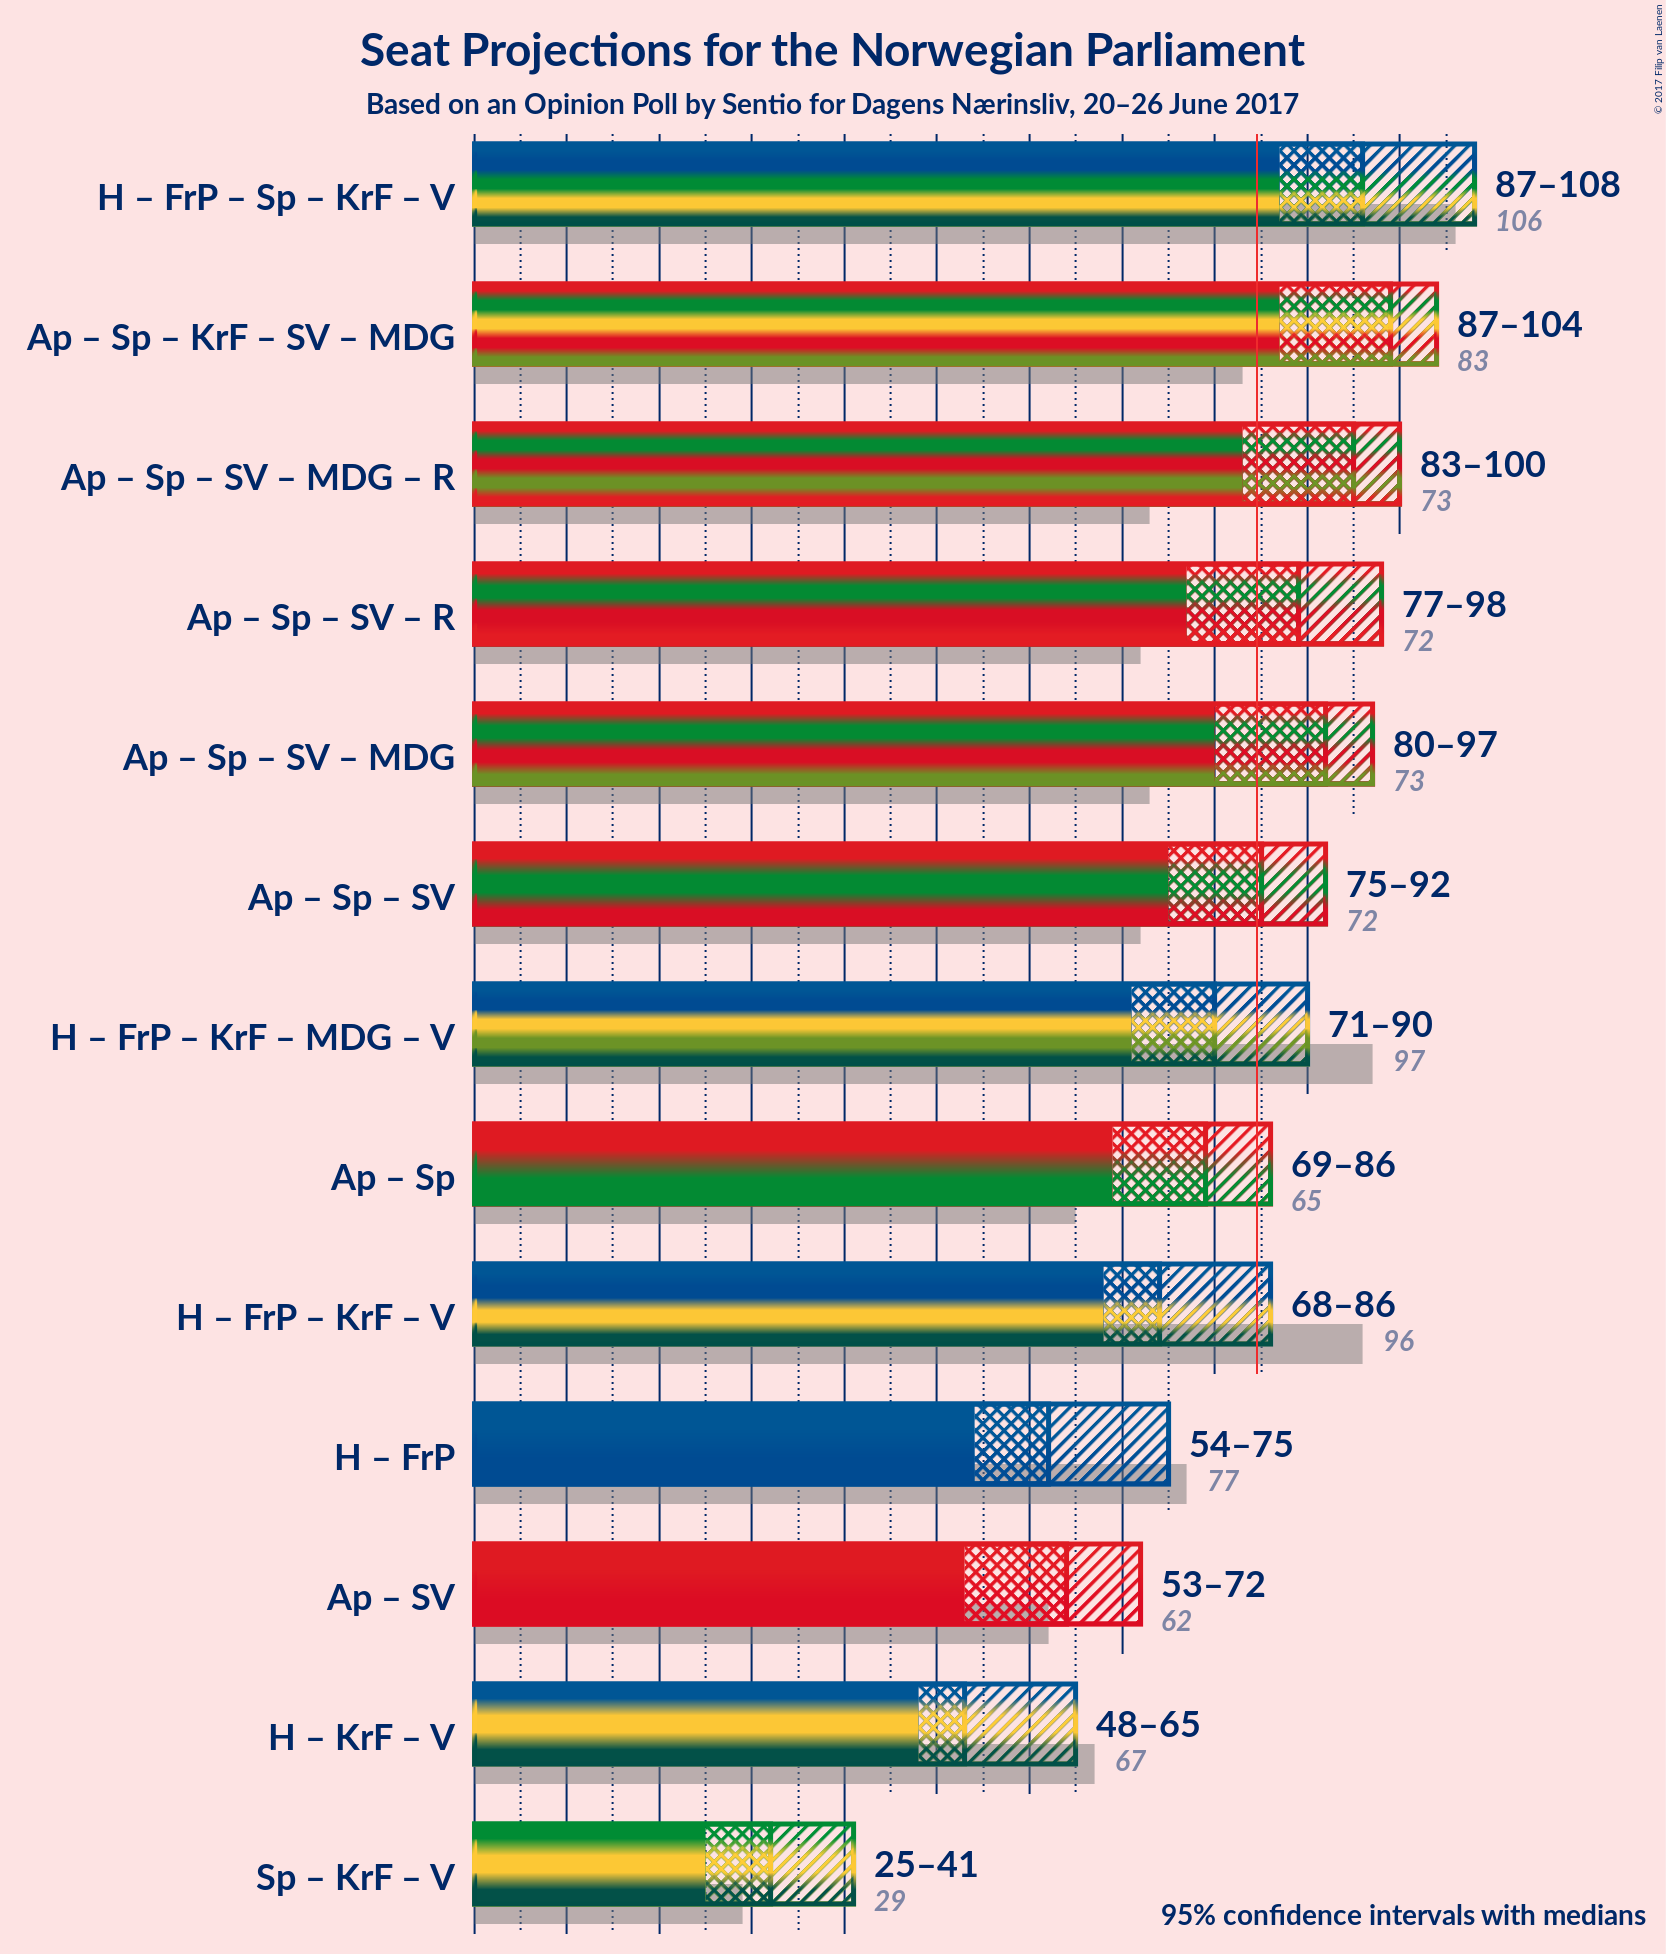 Seat Projections for the Norwegian Parliament
Based on an Opinion Poll by Sentio for Dagens Nærinsliv, 20–26 June 2017
© 2017 Filip van Laenen
H – FrP – Sp – KrF – V
87–108
106
Ap – Sp – KrF – SV – MDG
87–104
83
Ap – Sp – SV – MDG – R
83–100
73
Ap – Sp – SV – R
77–98
72
Ap – Sp – SV – MDG
80–97
73
Ap – Sp – SV
75–92
72
H – FrP – KrF – MDG – V
71–90
97
Ap – Sp
69–86
65
H – FrP – KrF – V
68–86
96
H – FrP
54–75
77
Ap – SV
53–72
62
H – KrF – V
48–65
67
Sp – KrF – V
25–41
29
95% confidence intervals with medians